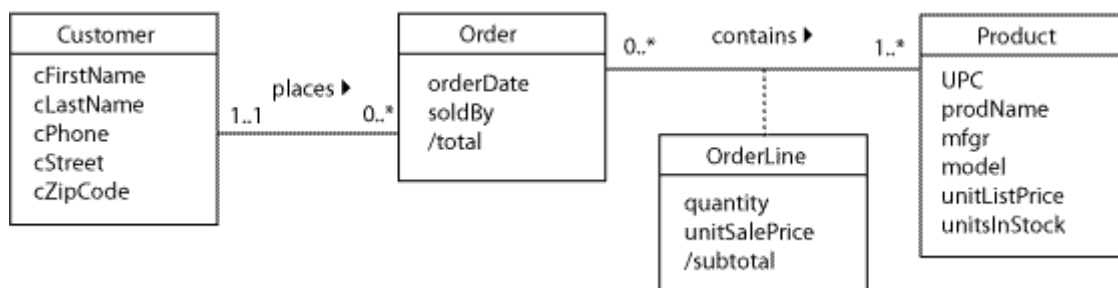 Customer
cFirstName
cLastName
cPhone
cStreet
cZipCode
places ▶
1..1
0..*
Order
orderDate
soldBy
/total
0..*
contains ▶
1..*
OrderLine
quantity
unitSalePrice
/subtotal
Product
UPC
prodName
mfgr
model
unitListPrice
unitsInStock